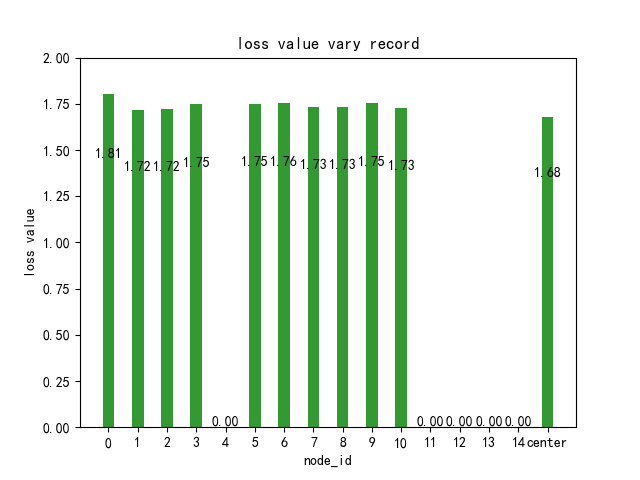 loss value vary record
loss value
2.00
1.75
1.50
1.25
1.00
0.75
0.50
0.25
0.00
1.81 1.72 1.72 1.75 0.00 1.75 1.76 1.73 1.73 1.75 1.73 0.00 0.00 0.00 0.00 1.68
0 1 2 3 4 5 6 7 8 9 10 11 12 13 14 center
node_id